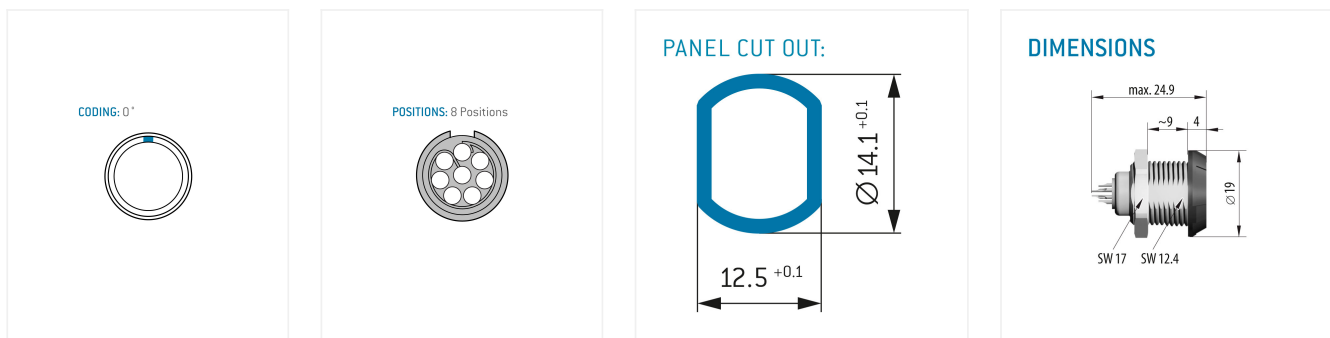 CODING: 0°
POSITIONS: 8 Positions
PANEL CUT OUT:
Ø 14.1 +0.1
12.5 +0.1
DIMENSIONS
max. 24.9
~9
4
Ø 19
SW 17
SW 12.4